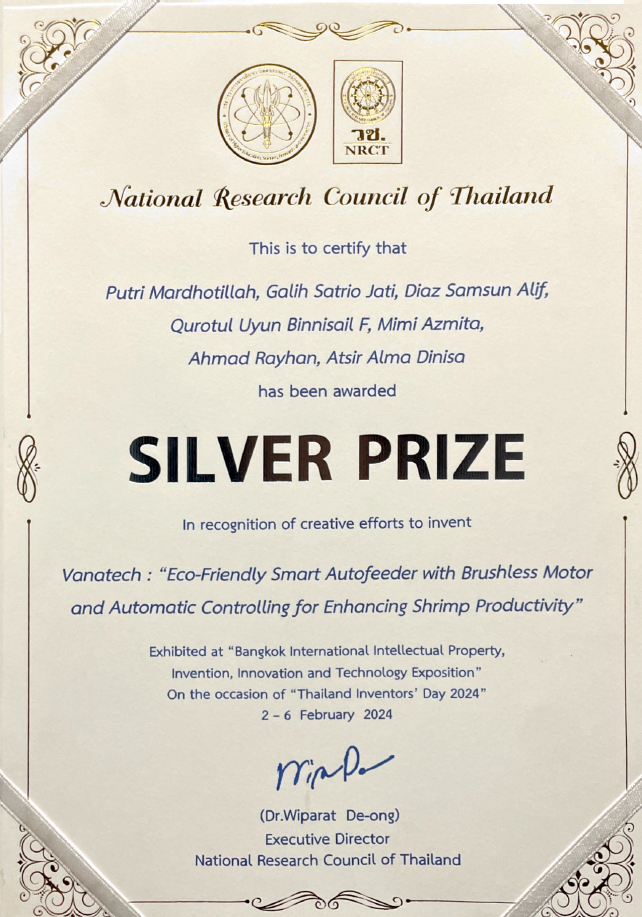 วช.
NRCT
National Research Council of Thailand
This is to certify that
Putri Mardhotillah, Galih Satrio Jati, Diaz Samsun Alif,
Qurotul Uyun Binnisail F, Mimi Azmita,
Ahmad Rayhan, Atsir Alma Dinisa
has been awarded
SILVER PRIZE
In recognition of creative efforts to invent
Vanatech : “Eco-Friendly Smart Autofeeder with Brushless Motor
and Automatic Controlling for Enhancing Shrimp Productivity”
Exhibited at “Bangkok International Intellectual Property,
Invention, Innovation and Technology Exposition”
On the occasion of “Thailand Inventors’ Day 2024”
2 – 6 February 2024
(Dr.Wiparat De-ong)
Executive Director
National Research Council of Thailand